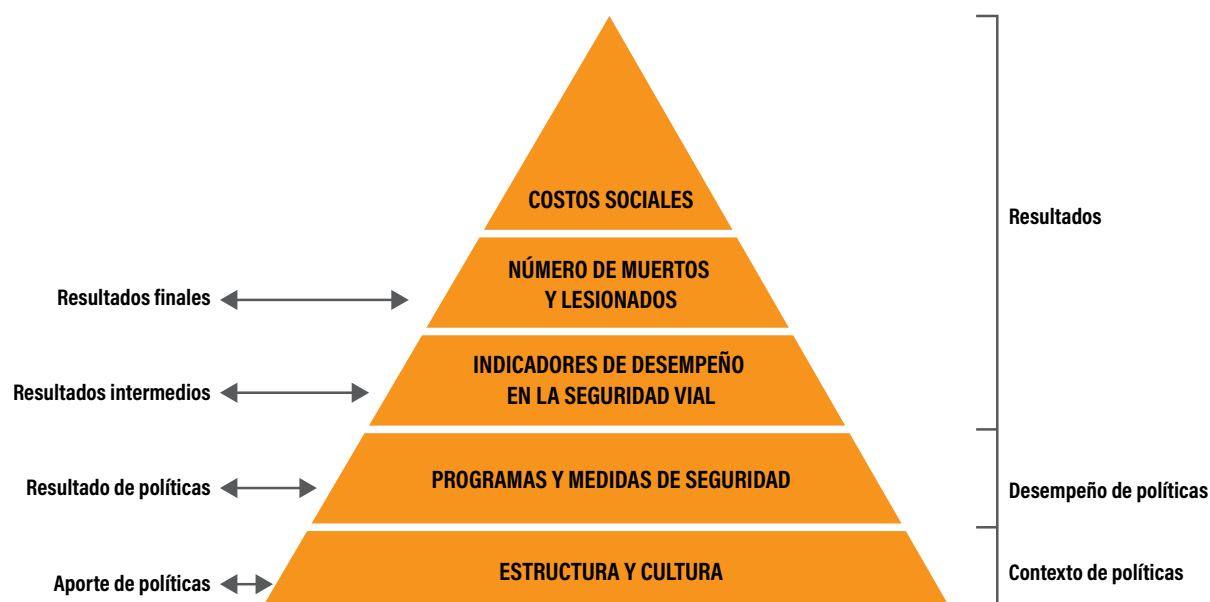 COSTOS SOCIALES
Resultados
NÚMERO DE MUERTOS
Y LESIONADOS
Resultados finales
INDICADORES DE DESEMPEÑO
EN LA SEGURIDAD VIAL
Resultados intermedios
PROGRAMAS Y MEDIDAS DE SEGURIDAD
Resultado de políticas
Desempeño de políticas
ESTRUCTURA Y CULTURA
Aporte de políticas
Contexto de políticas